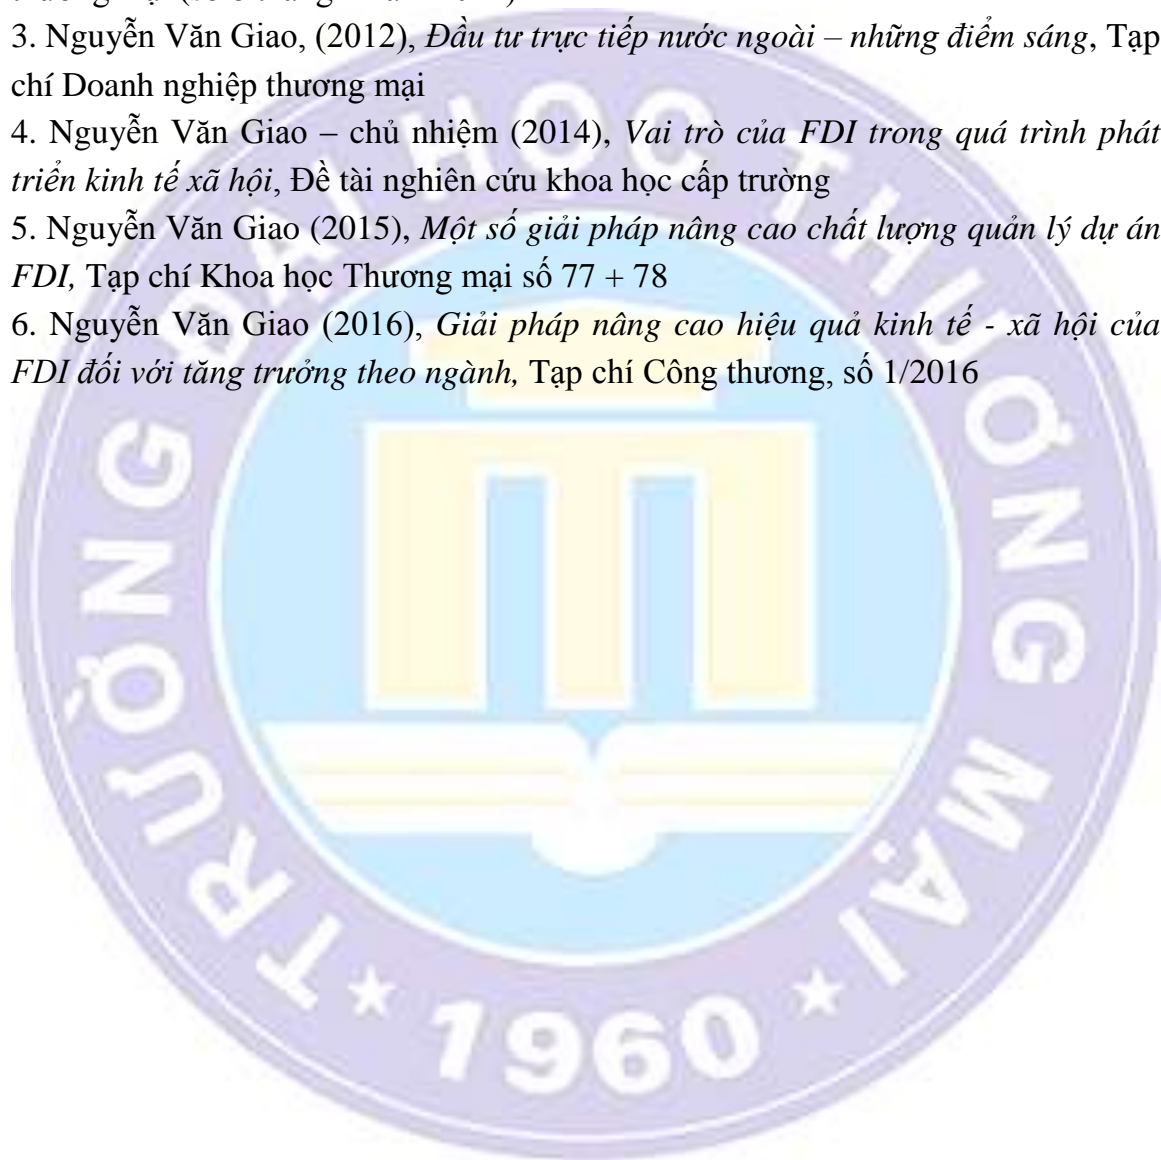 3. Nguyễn Văn Giao, (2012), Đầu tư trực tiếp nước ngoài – những điểm sáng, Tạp
chí Doanh nghiệp thương mại
4. Nguyễn Văn Giao – chủ nhiệm (2014), Vai trò của FDI trong quá trình phát
triển kinh tế xã hội, Đề tài nghiên cứu khoa học cấp trường
5. Nguyễn Văn Giao (2015), Một số giải pháp nâng cao chất lượng quản lý dự án
FDI, Tạp chí Khoa học Thương mại số 77 + 78
6. Nguyễn Văn Giao (2016), Giải pháp nâng cao hiệu quả kinh tế - xã hội của
FDI đối với tăng trưởng theo ngành, Tạp chí Công thương, số 1/2016
TRƯỜNG ĐẠI HỌC THƯƠNG MẠI
* 1960 *